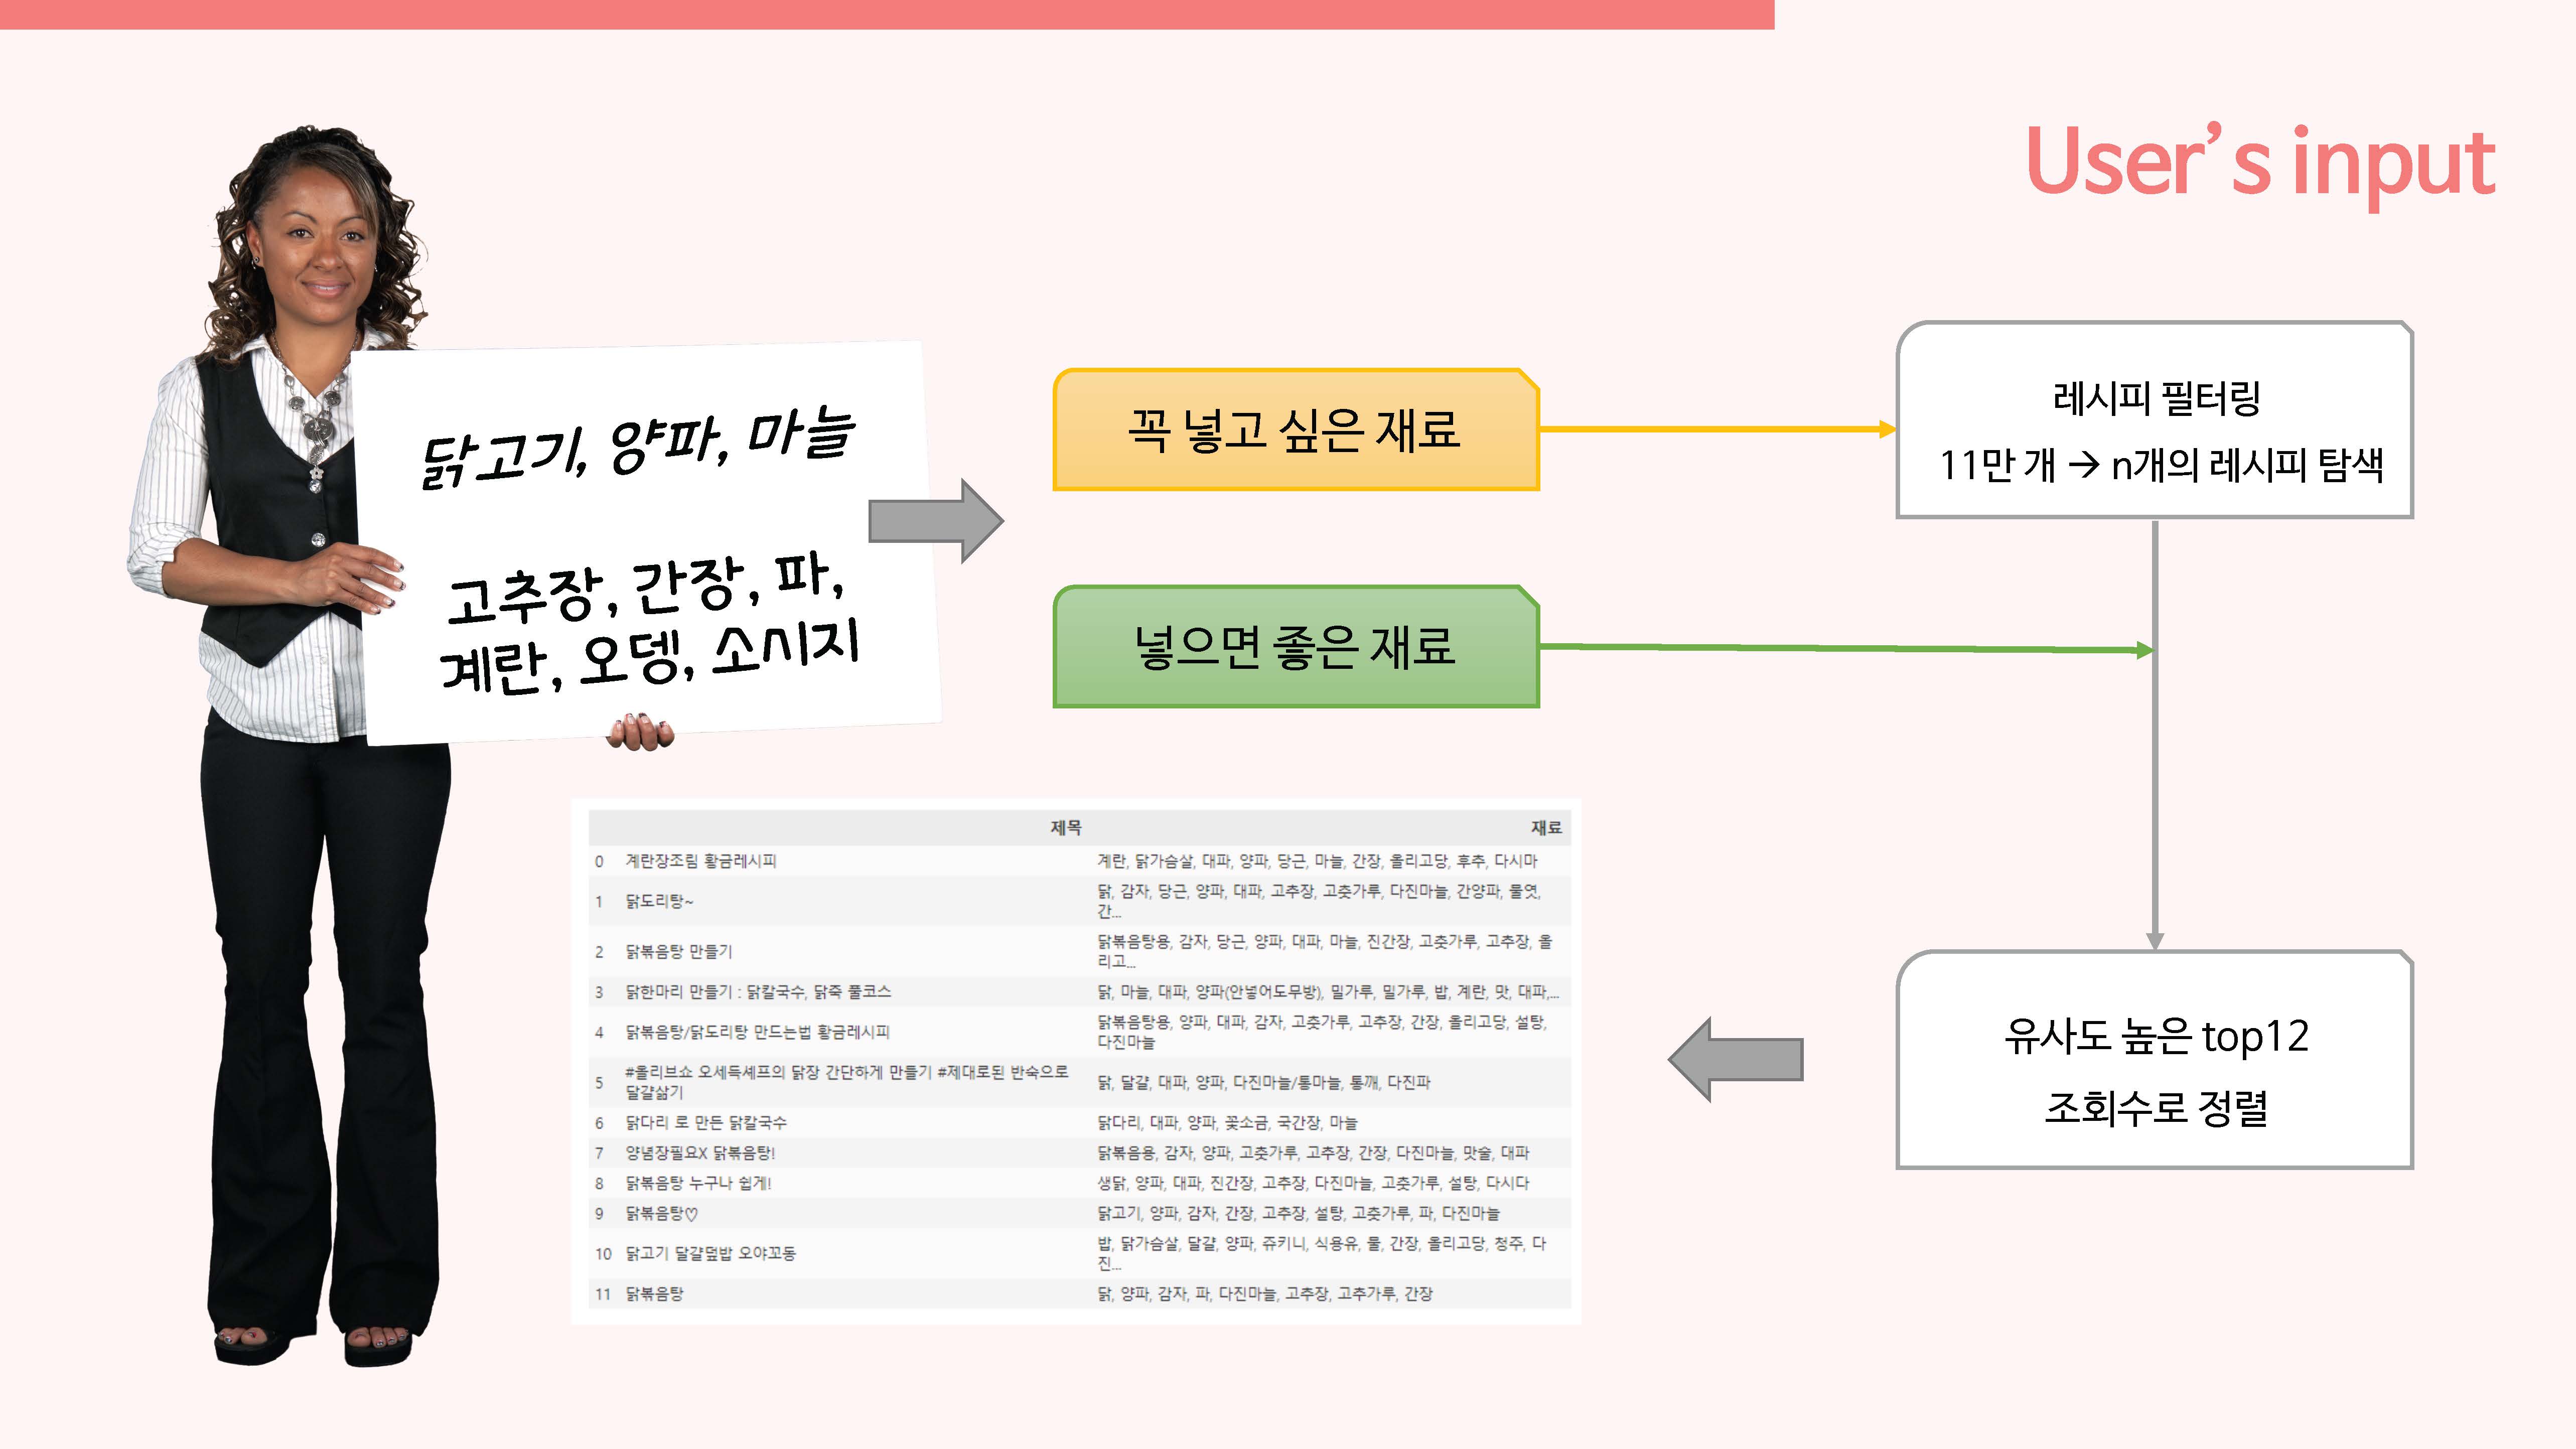 User's input
닭고기, 양파, 마늘
고추장, 간장, 파,
계란, 오뎅, 소시지
꼭 넣고 싶은 재료
넣으면 좋은 재료
레시피 필터링
11만 개 → n개의 레시피 탐색
유사도 높은 top12
조회수로 정렬
제목 재료
0 계란장조림 황금레시피 계란, 닭가슴살, 대파, 양파, 당근, 마늘, 간장, 올리고당, 후추, 다시마
1 닭도리탕~ 닭, 감자, 당근, 양파, 대파, 고추장, 고춧가루, 다진마늘, 간양파, 물엿,
간...
2 닭볶음탕 만들기 닭볶음탕용, 감자, 당근, 양파, 대파, 마늘, 진간장, 고춧가루, 고추장, 올
리고...
3 닭한마리 만들기 : 닭칼국수, 닭죽 풀코스 닭, 마늘, 대파, 양파(안넣어도무방), 밀가루, 밀가루, 밥, 계란, 맛, 대파,...
4 닭볶음탕/닭도리탕 만드는법 황금레시피 닭볶음탕용, 양파, 대파, 감자, 고춧가루, 고추장, 간장, 올리고당, 설탕,
다진마늘
5 #올리브쇼 오세득셰프의 닭장 간단하게 만들기 #제대로된 반숙으로
달걀삶기 닭, 달걀, 대파, 양파, 다진마늘/통마늘, 통깨, 다진파
6 닭다리 로 만든 닭칼국수 닭다리, 대파, 양파, 꽃소금, 국간장, 마늘
7 양념장필요X 닭볶음탕! 닭볶음용, 감자, 양파, 고춧가루, 고추장, 간장, 다진마늘, 맛술, 대파
8 닭볶음탕 누구나 쉽게! 생닭, 양파, 대파, 진간장, 고추장, 다진마늘, 고춧가루, 설탕, 다시다
9 닭볶음탕♡ 닭고기, 양파, 감자, 간장, 고추장, 설탕, 고춧가루, 파, 다진마늘
10 닭고기 달걀덮밥 오야꼬동 밥, 닭가슴살, 달걀, 양파, 쥬키니, 식용유, 물, 간장, 올리고당, 청주, 다
진...
11 닭볶음탕 닭, 양파, 감자, 파, 다진마늘, 고추장, 고추가루, 간장